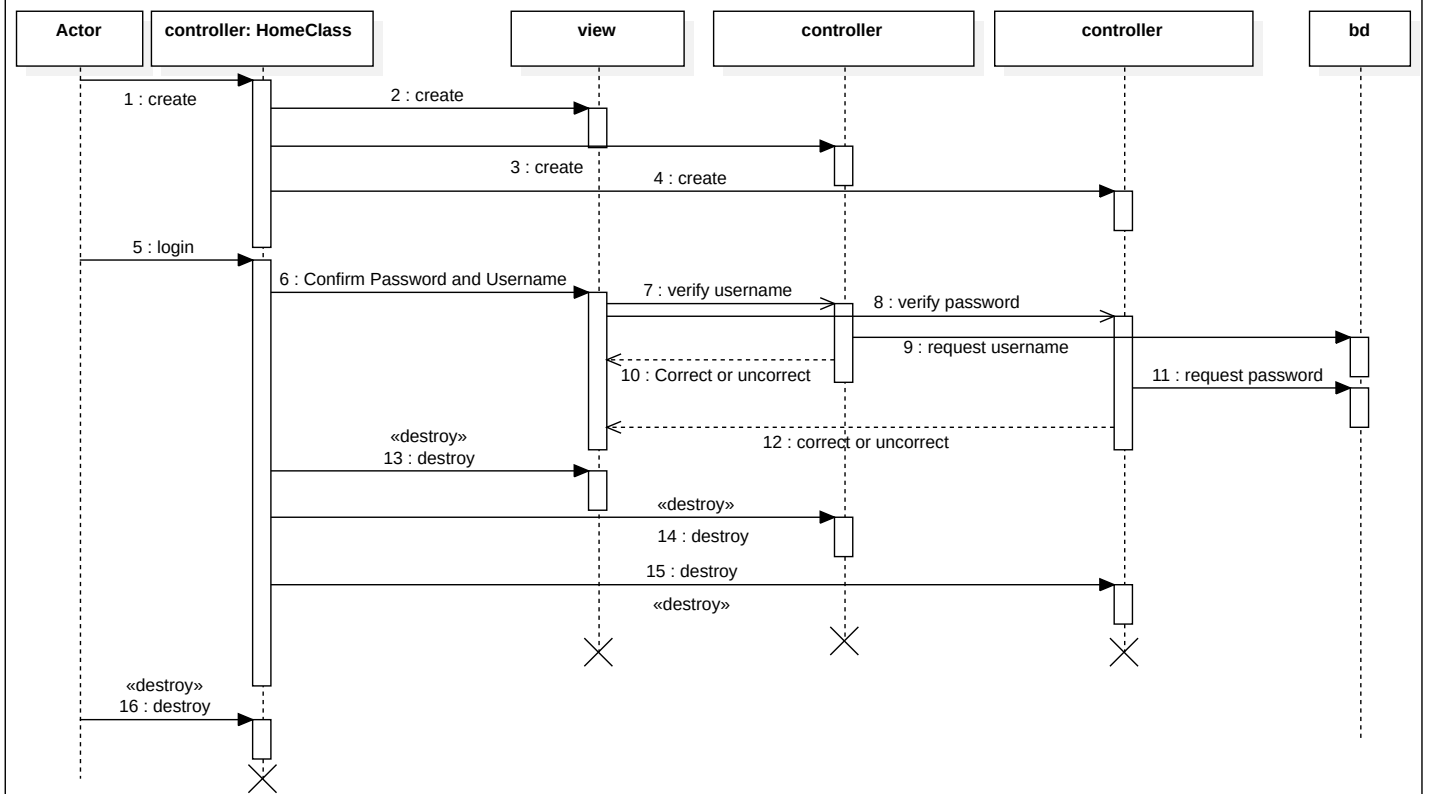 Actor
controller: HomeClass
view
controller
controller
bd
1 : create
2 : create
3 : create
4 : create
5 : login
6 : Confirm Password and Username
7 : verify username
8 : verify password
9 : request username
10 : Correct or uncorrect
11 : request password
12 : correct or uncorrect
«destroy»
13 : destroy
«destroy»
14 : destroy
15 : destroy
«destroy»
«destroy»
16 : destroy